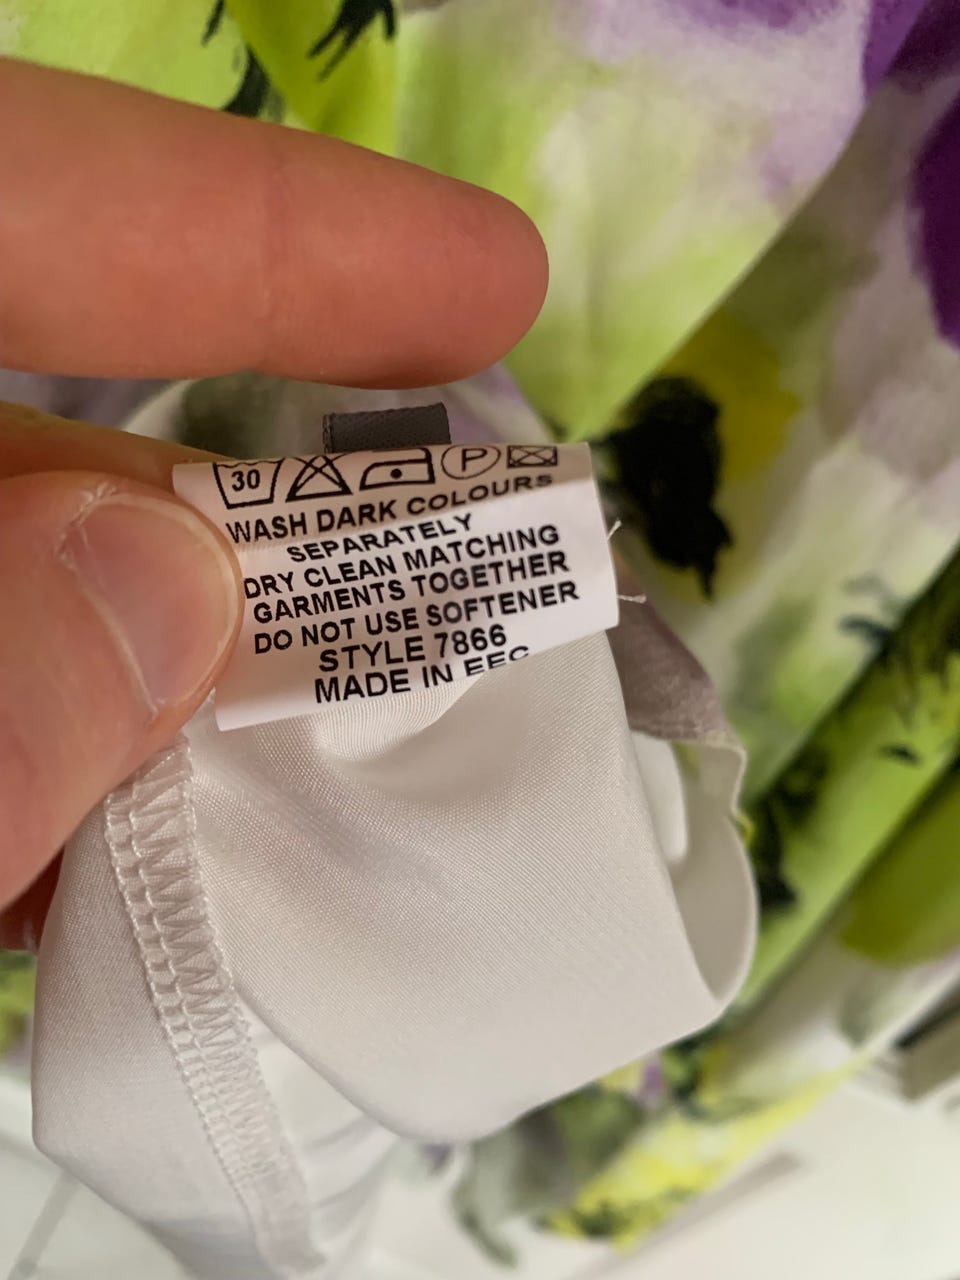 30 P
WASH DARK COLOURS
SEPARATELY
DRY CLEAN MATCHING
GARMENTS TOGETHER
DO NOT USE SOFTENER
STYLE 7866
MADE IN EEC